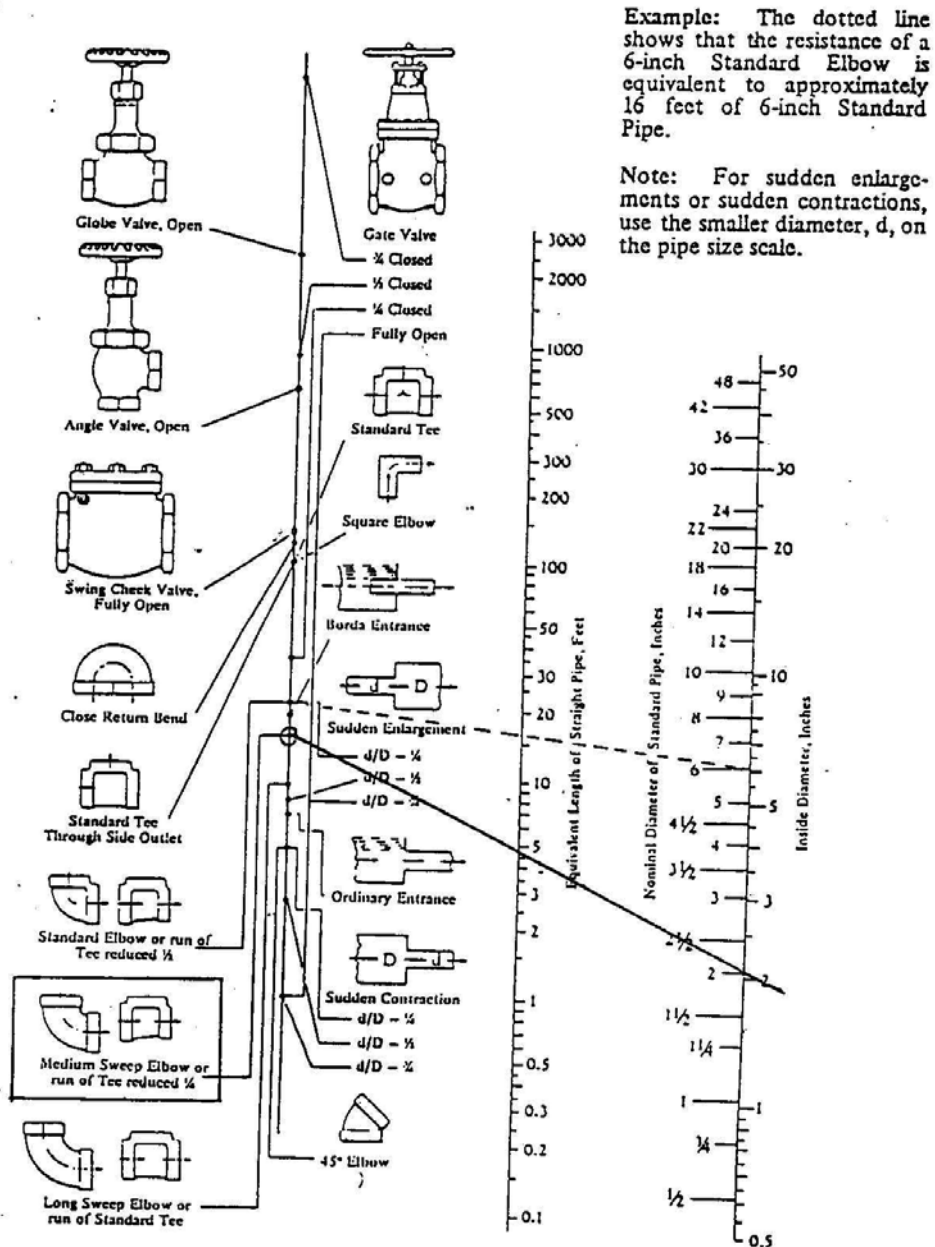 Example: The dotted line
shows that the resistance of a
6-inch Standard Elbow is
equivalent to approximately
16 feet of 6-inch Standard
Pipe.
Note: For sudden enlarge-
ments or sudden contractions,
use the smaller diameter, d, on
the pipe size scale.
Globe Valve, Open
Angle Valve, Open
Swing Check Valve,
Fully Open
Close Return Bend
Standard Tee
Through Side Outlet
Standard Elbow or run of
Tee reduced ½
Medium Sweep Elbow or
run of Tee reduced ¼
Long Sweep Elbow or
run of Standard Tee
Gate Valve
¾ Closed
½ Closed
¼ Closed
Fully Open
Standard Tee
Square Elbow
Borda Entrance
D
Sudden Enlargement
d/D – ¼
d/D – ½
d/D – ¾
Ordinary Entrance
D
Sudden Contraction
d/D – ¼
d/D – ½
d/D – ¾
45° Elbow
3000
2000
1000
500
300
200
100
50
30
20
10
5
3
2
1
0.5
0.3
0.2
0.1
Equivalent Length of Straight Pipe, Feet
48
42
36
30
24
22
20
18
16
14
12
10
9
8
7
6
5
4½
4
3½
3
2
1½
1¼
1
½
Nominal Diameter of Standard Pipe, Inches
50
30
20
10
5
3
2
1
0.5
Inside Diameter, Inches